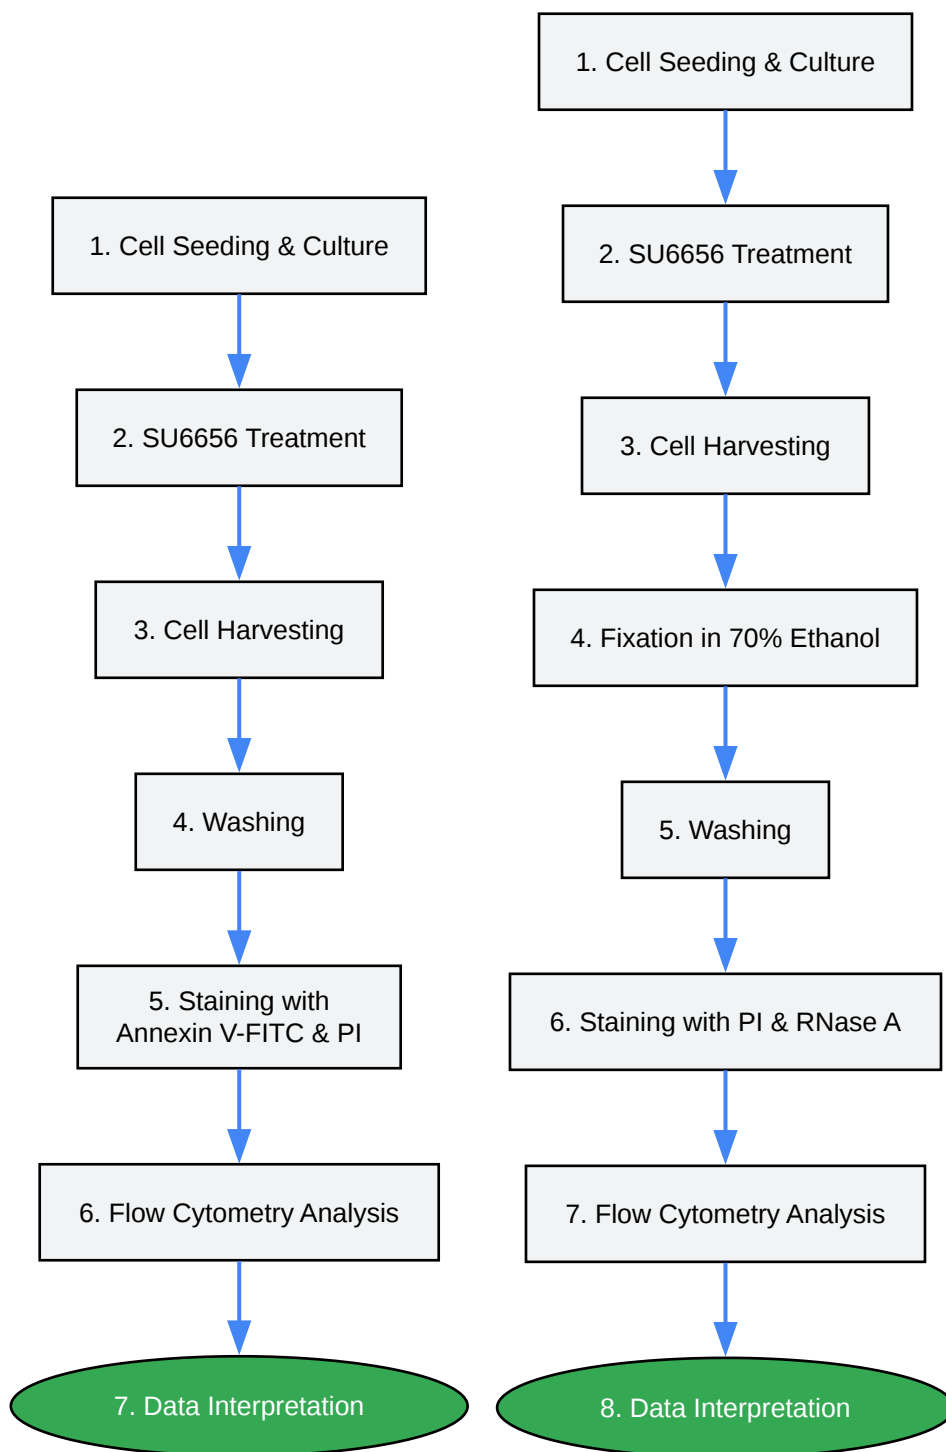 1. Cell Seeding & Culture
2. SU6656 Treatment
3. Cell Harvesting
4. Washing
5. Staining with
Annexin V-FITC & PI
6. Flow Cytometry Analysis
7. Data Interpretation
1. Cell Seeding & Culture
2. SU6656 Treatment
3. Cell Harvesting
4. Fixation in 70% Ethanol
5. Washing
6. Staining with PI & RNase A
7. Flow Cytometry Analysis
8. Data Interpretation